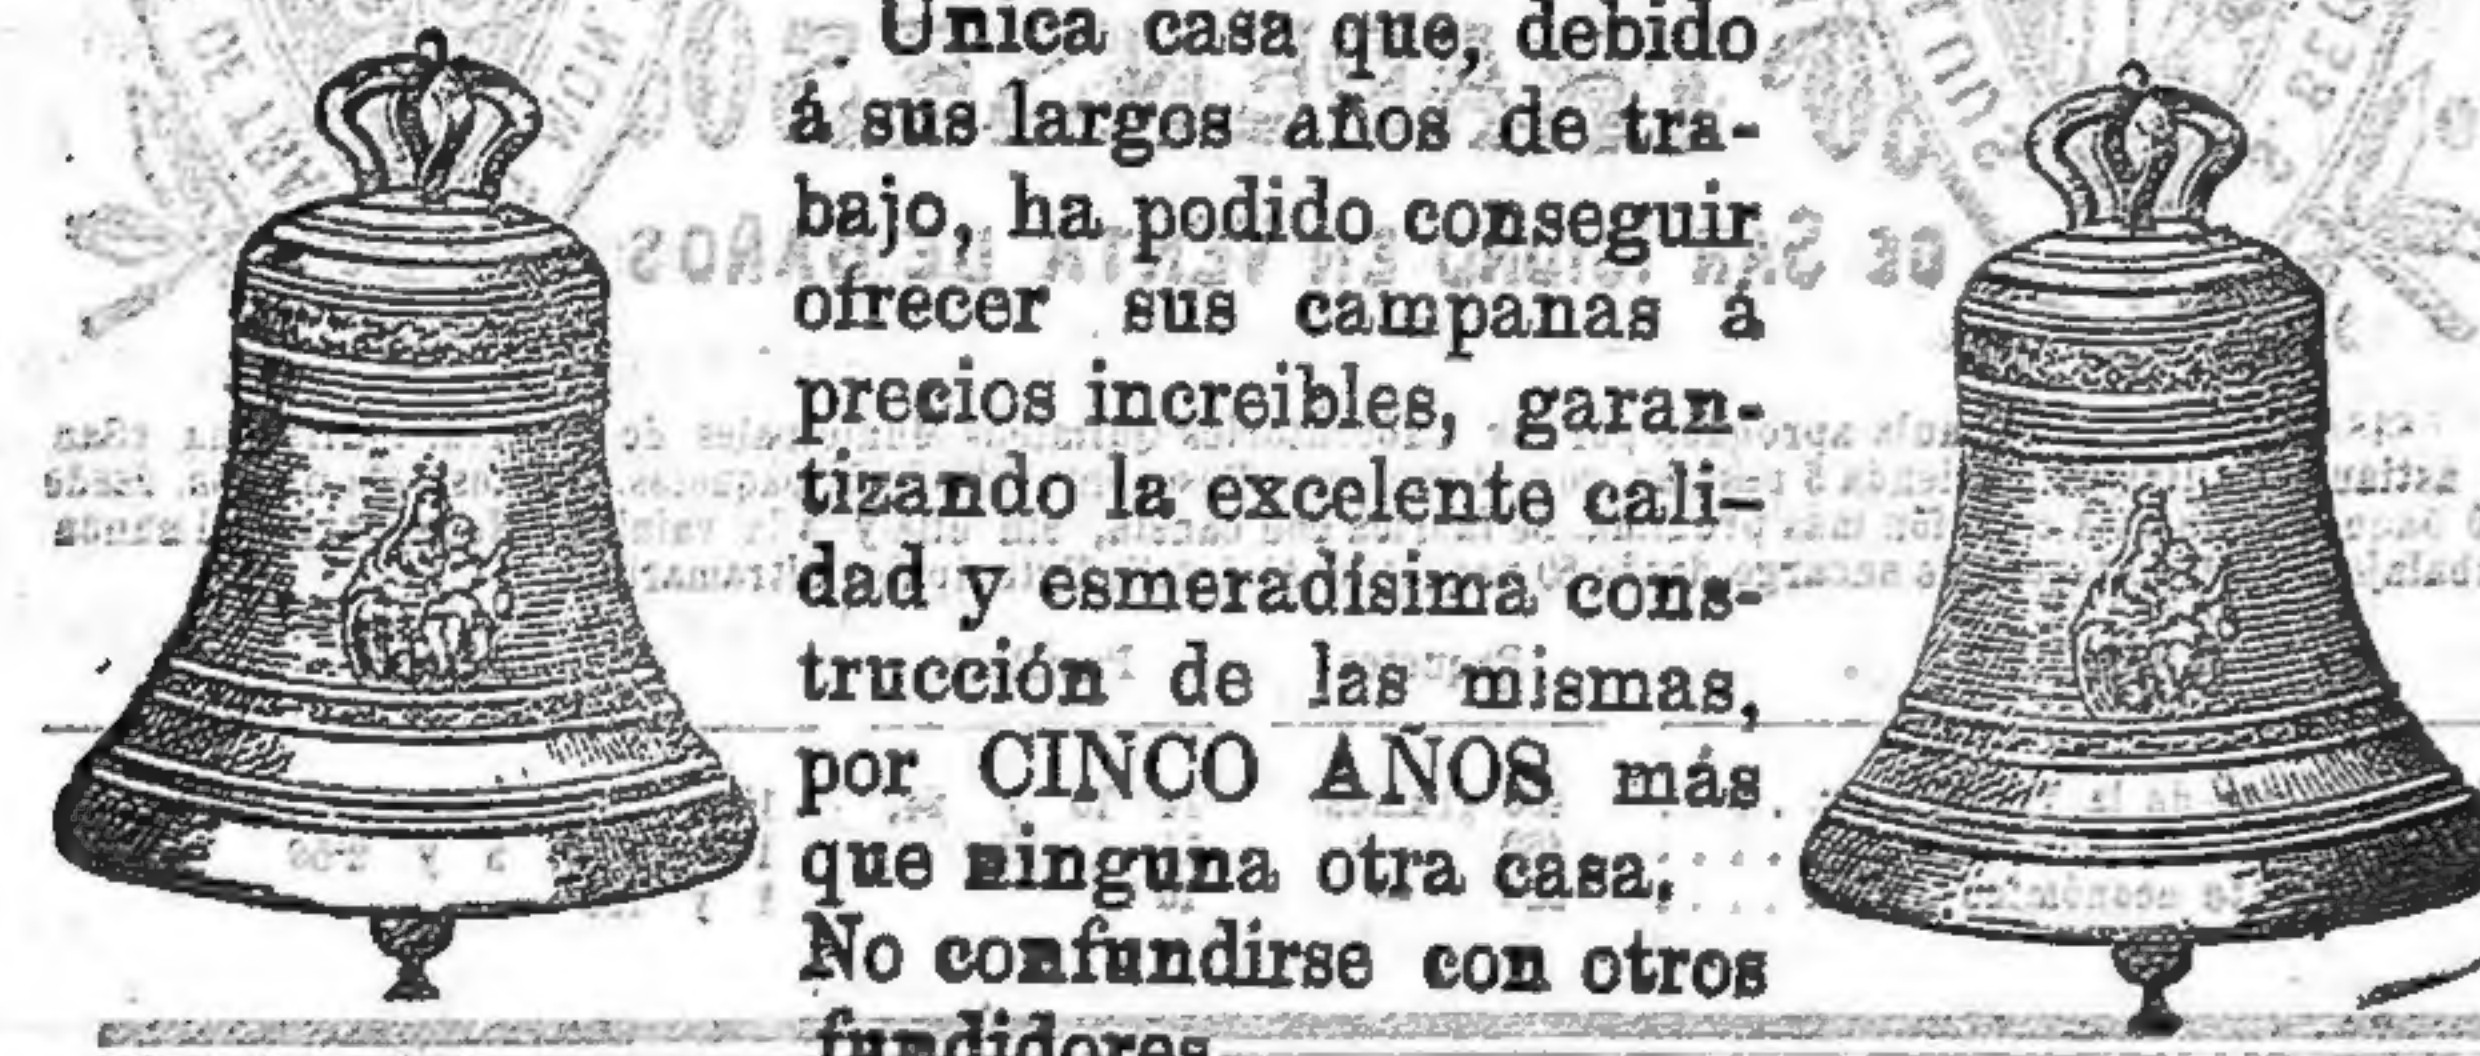 Unica casa que, debido
á sus largos años de tra-
bajo, ha podido conseguir
ofrecer sus campanas á
precios increibles, garan-
tizando la excelente cali-
dad y esmeradísima cons-
trucción de las mismas,
por CINCO AÑOS más
que ninguna otra casa.
No confundirse con otros
fundidores.